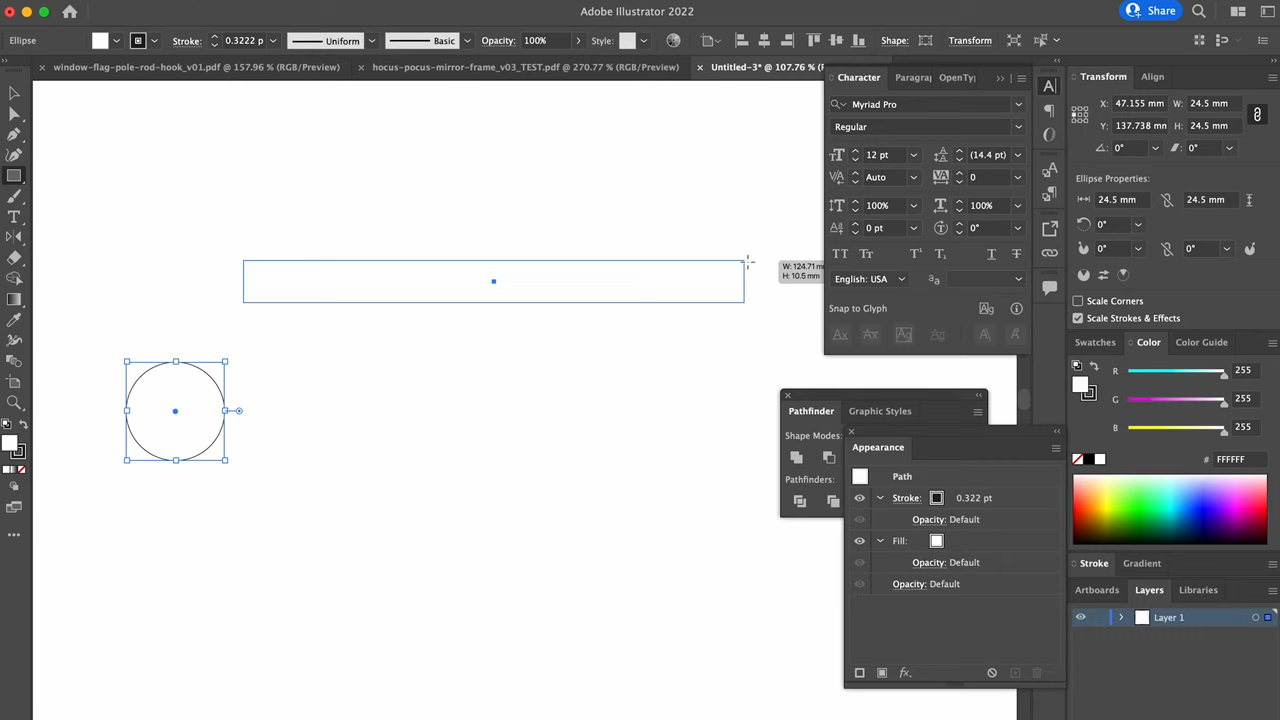 Adobe Illustrator 2022
Share
Ellipse
Stroke:
0.3222 p
Uniform
Basic
Opacity:
100%
Style:
Shape:
Transform
window-flag-pole-rod-hook_v01.pdf @ 157.96 % (RGB/Preview)
hocus-pocus-mirror-frame_v03_TEST.pdf @ 270.77 % (RGB/Preview)
Untitled-3* @ 107.76 %
Character
Paragra
OpenTy
Myriad Pro
Regular
12 pt
(14.4 pt)
Auto
0
100%
100%
0 pt
0°
English: USA
Snap to Glyph
W: 124.71 m
H: 10.5 mm
Transform
Align
X:
47.155 mm
W:
24.5 mm
Y:
137.738 mm
H:
24.5 mm
0°
0°
Ellipse Properties:
24.5 mm
24.5 mm
0°
0°
0°
Scale Corners
Scale Strokes & Effects
Swatches
Color
Color Guide
R
255
G
255
B
255
# FFFFFF
Stroke
Gradient
Artboards
Layers
Libraries
Layer 1
Pathfinder
Graphic Styles
Shape Modes:
Pathfinders:
Appearance
Path
Stroke:
0.322 pt
Opacity: Default
Fill:
Opacity: Default
Opacity: Default